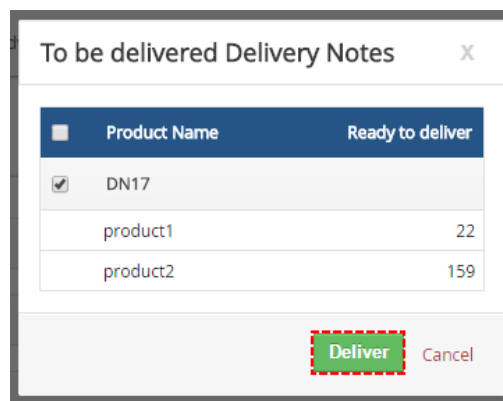 To be delivered Delivery Notes X
Product Name Ready to deliver
DN17
product1 22
product2 159
Deliver Cancel